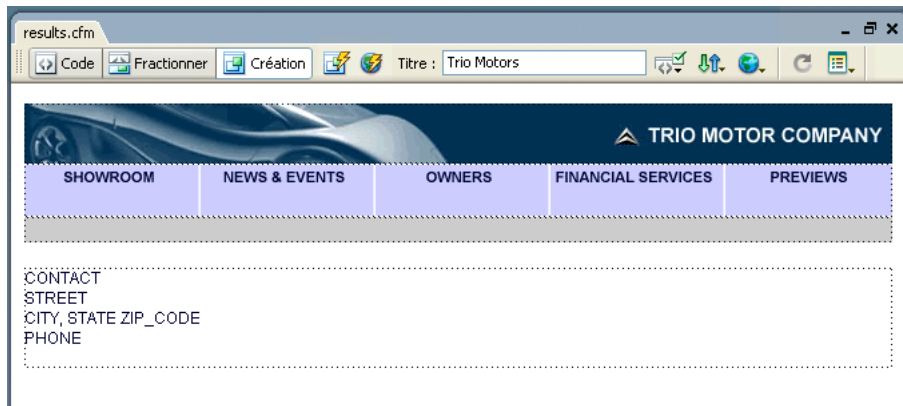 results.cfm
Code Fractionner Création Titre : Trio Motors
TRIO MOTOR COMPANY
SHOWROOM NEWS & EVENTS OWNERS FINANCIAL SERVICES PREVIEWS
CONTACT
STREET
CITY, STATE ZIP_CODE
PHONE